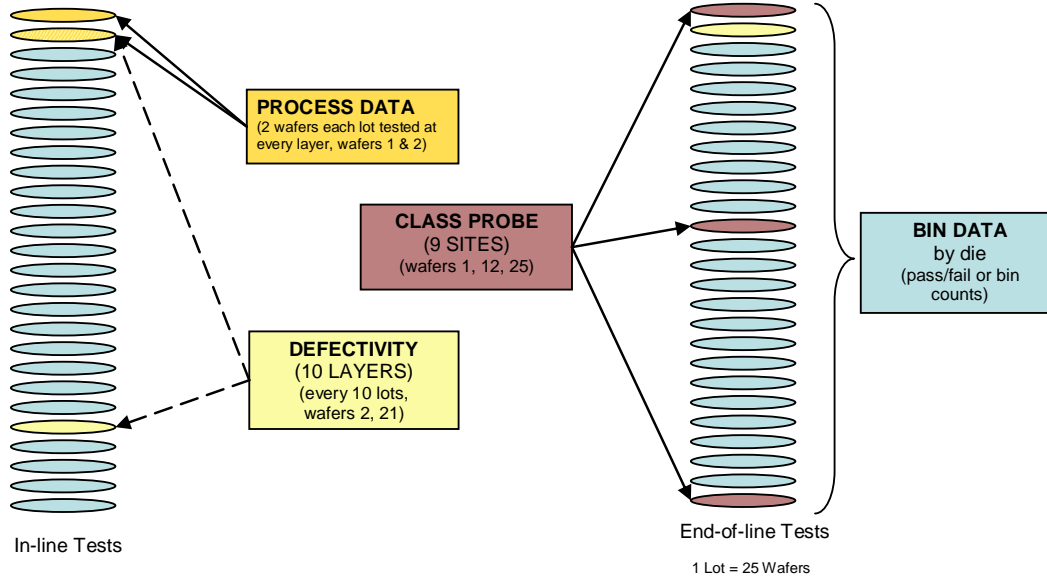 PROCESS DATA
(2 wafers each lot tested at
every layer, wafers 1 & 2)
CLASS PROBE
(9 SITES)
(wafers 1, 12, 25)
BIN DATA
by die
(pass/fail or bin
counts)
DEFECTIVITY
(10 LAYERS)
(every 10 lots,
wafers 2, 21)
In-line Tests
End-of-line Tests
1 Lot = 25 Wafers